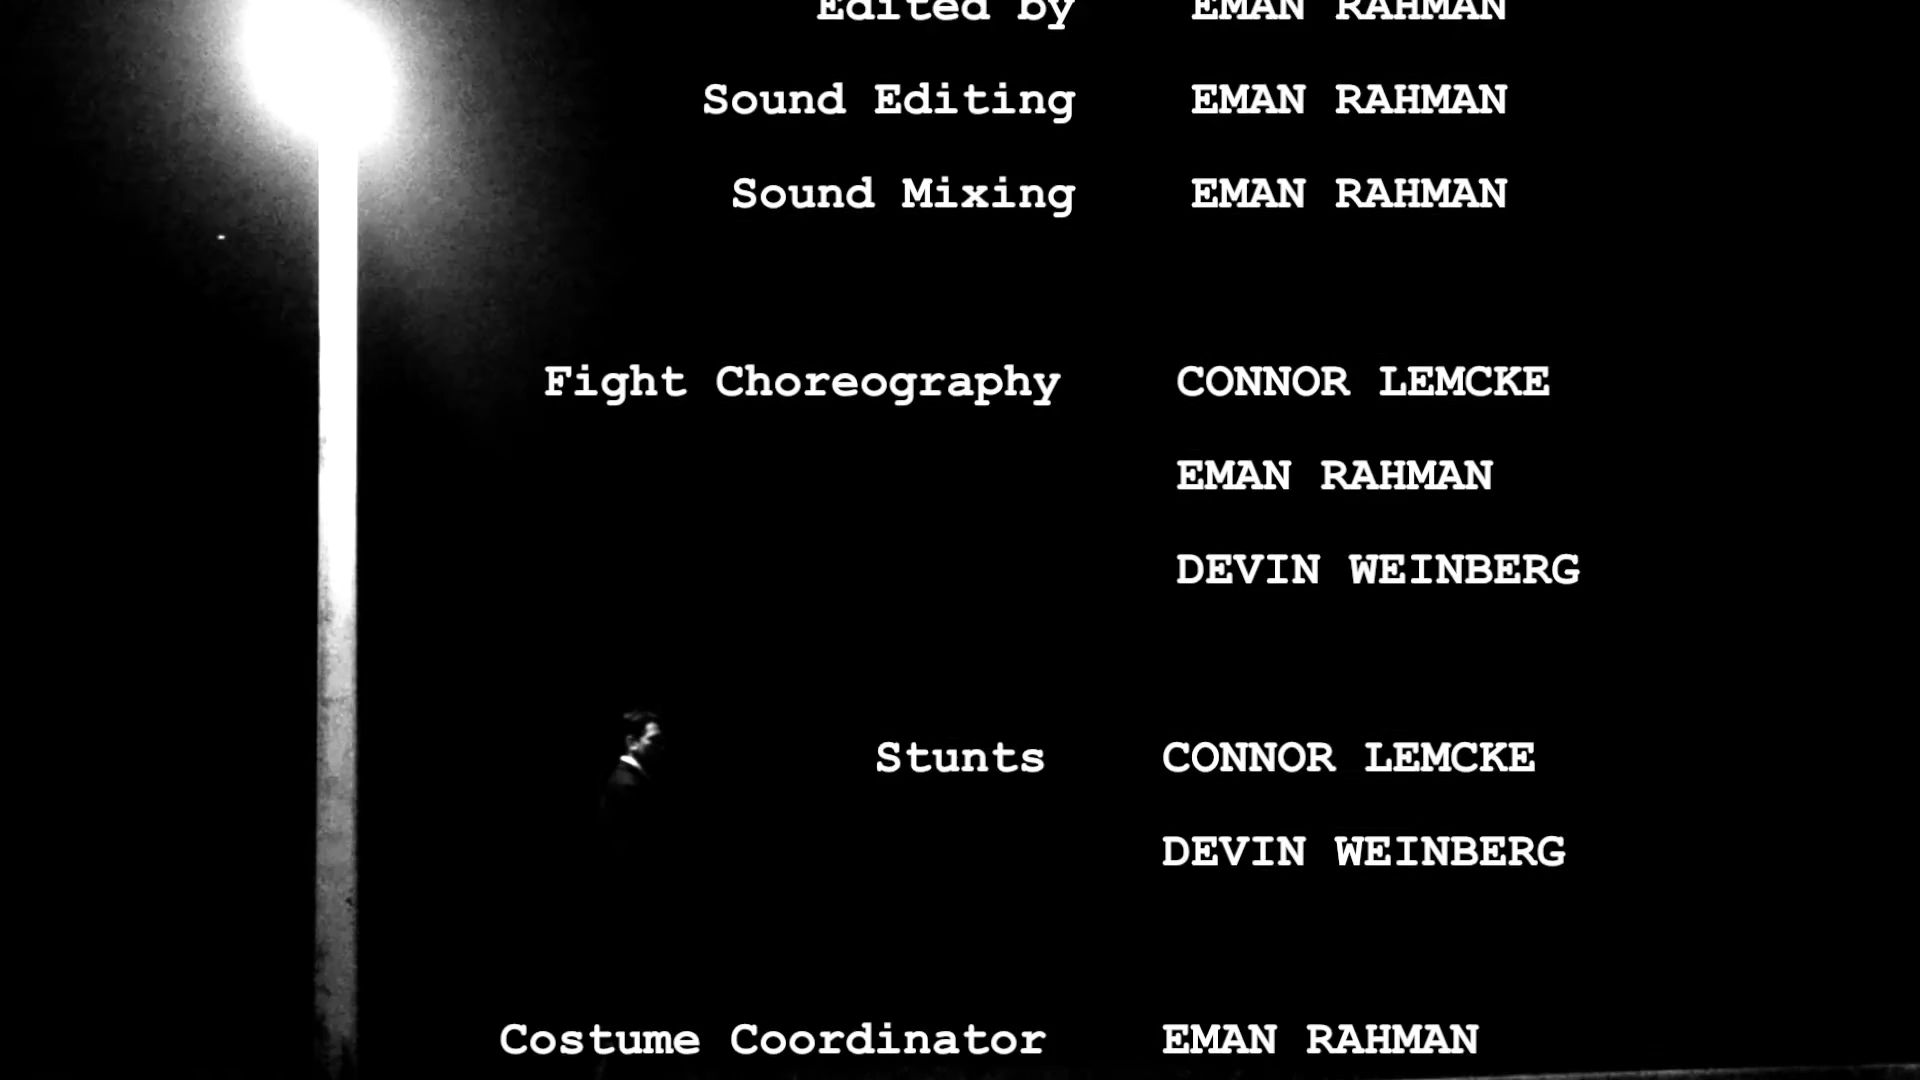 Edited by EMAN RAHMAN
Sound Editing EMAN RAHMAN
Sound Mixing EMAN RAHMAN
Fight Choreography CONNOR LEMCKE
EMAN RAHMAN
DEVIN WEINBERG
Stunts CONNOR LEMCKE
DEVIN WEINBERG
Costume Coordinator EMAN RAHMAN